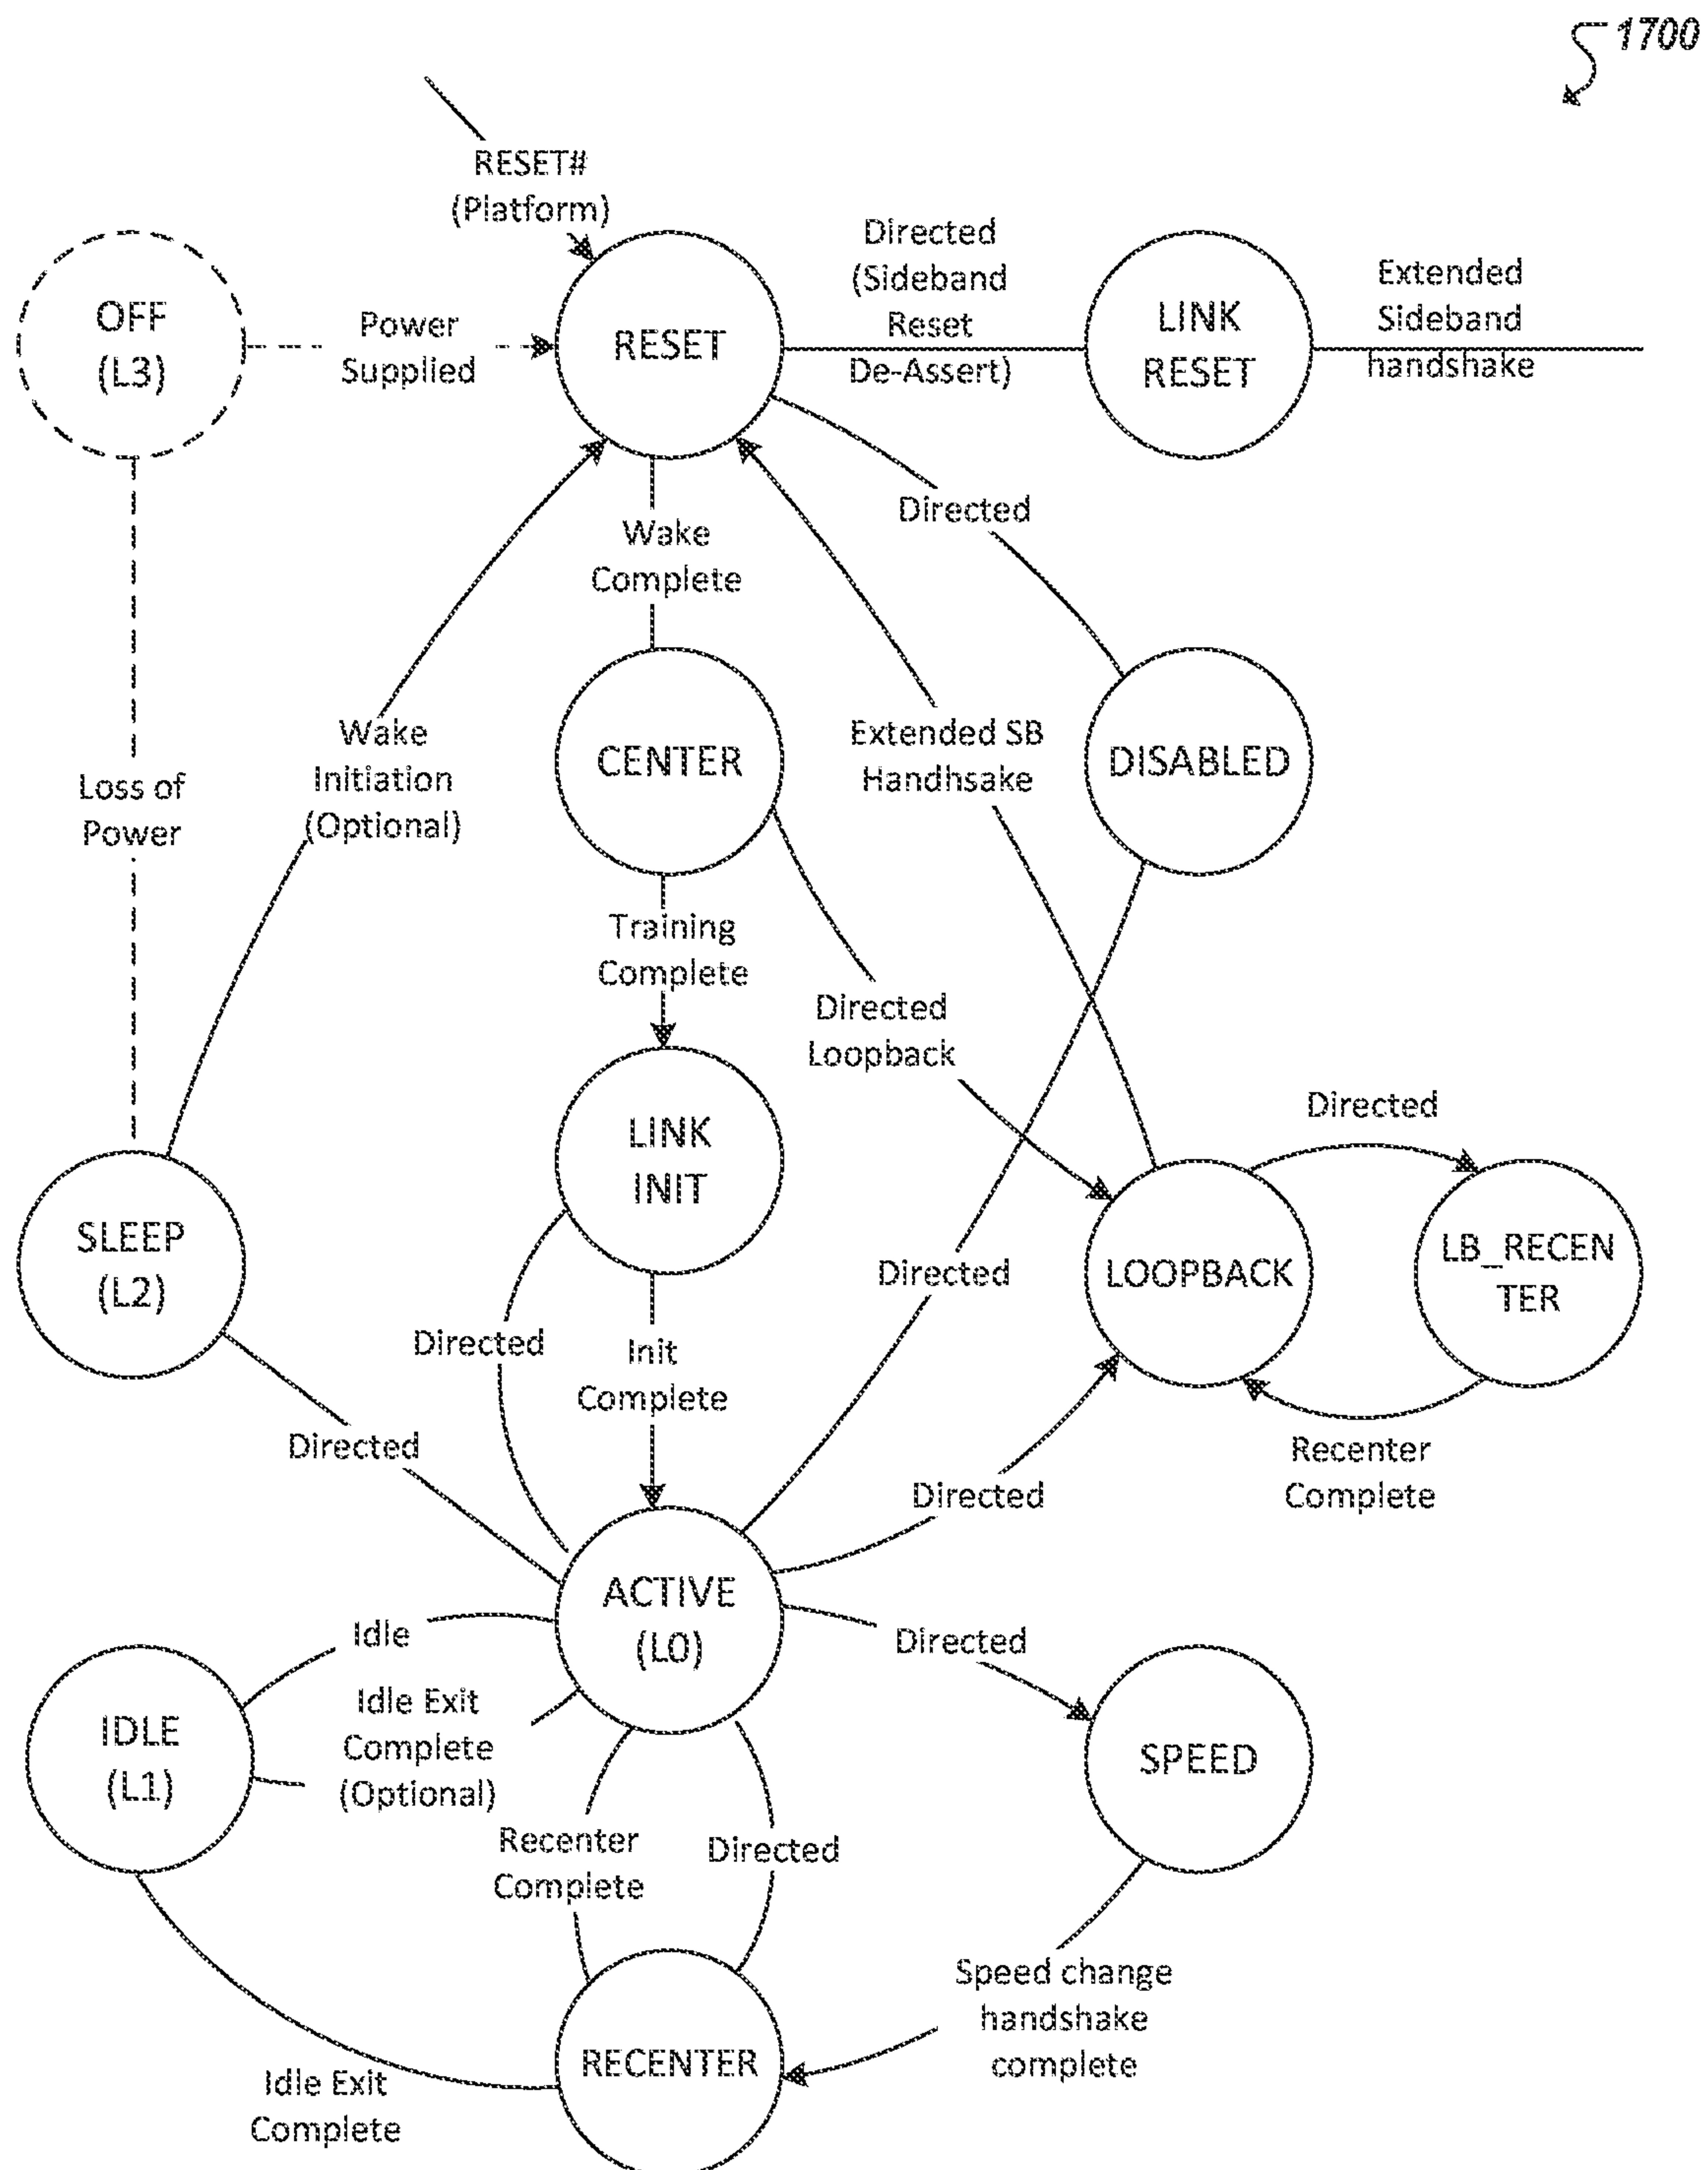 1700
RESET#
(Platform)
Directed
(Sideband
Reset
De-Assert)
Extended
Sideband
handshake
OFF
(L3)
Power
Supplied
RESET
LINK
RESET
Directed
Wake
Complete
Wake
Initiation
(Optional)
Loss of
Power
CENTER
Extended SB
Handhsake
DISABLED
Training
Complete
Directed
Loopback
Directed
LINK
INIT
SLEEP
(L2)
Directed
LOOPBACK
LB_RECEN
TER
Directed
Init
Complete
Directed
Directed
Recenter
Complete
ACTIVE
(L0)
Idle
Directed
IDLE
(L1)
Idle Exit
Complete
(Optional)
SPEED
Recenter
Complete
Directed
Speed change
handshake
complete
RECENTER
Idle Exit
Complete